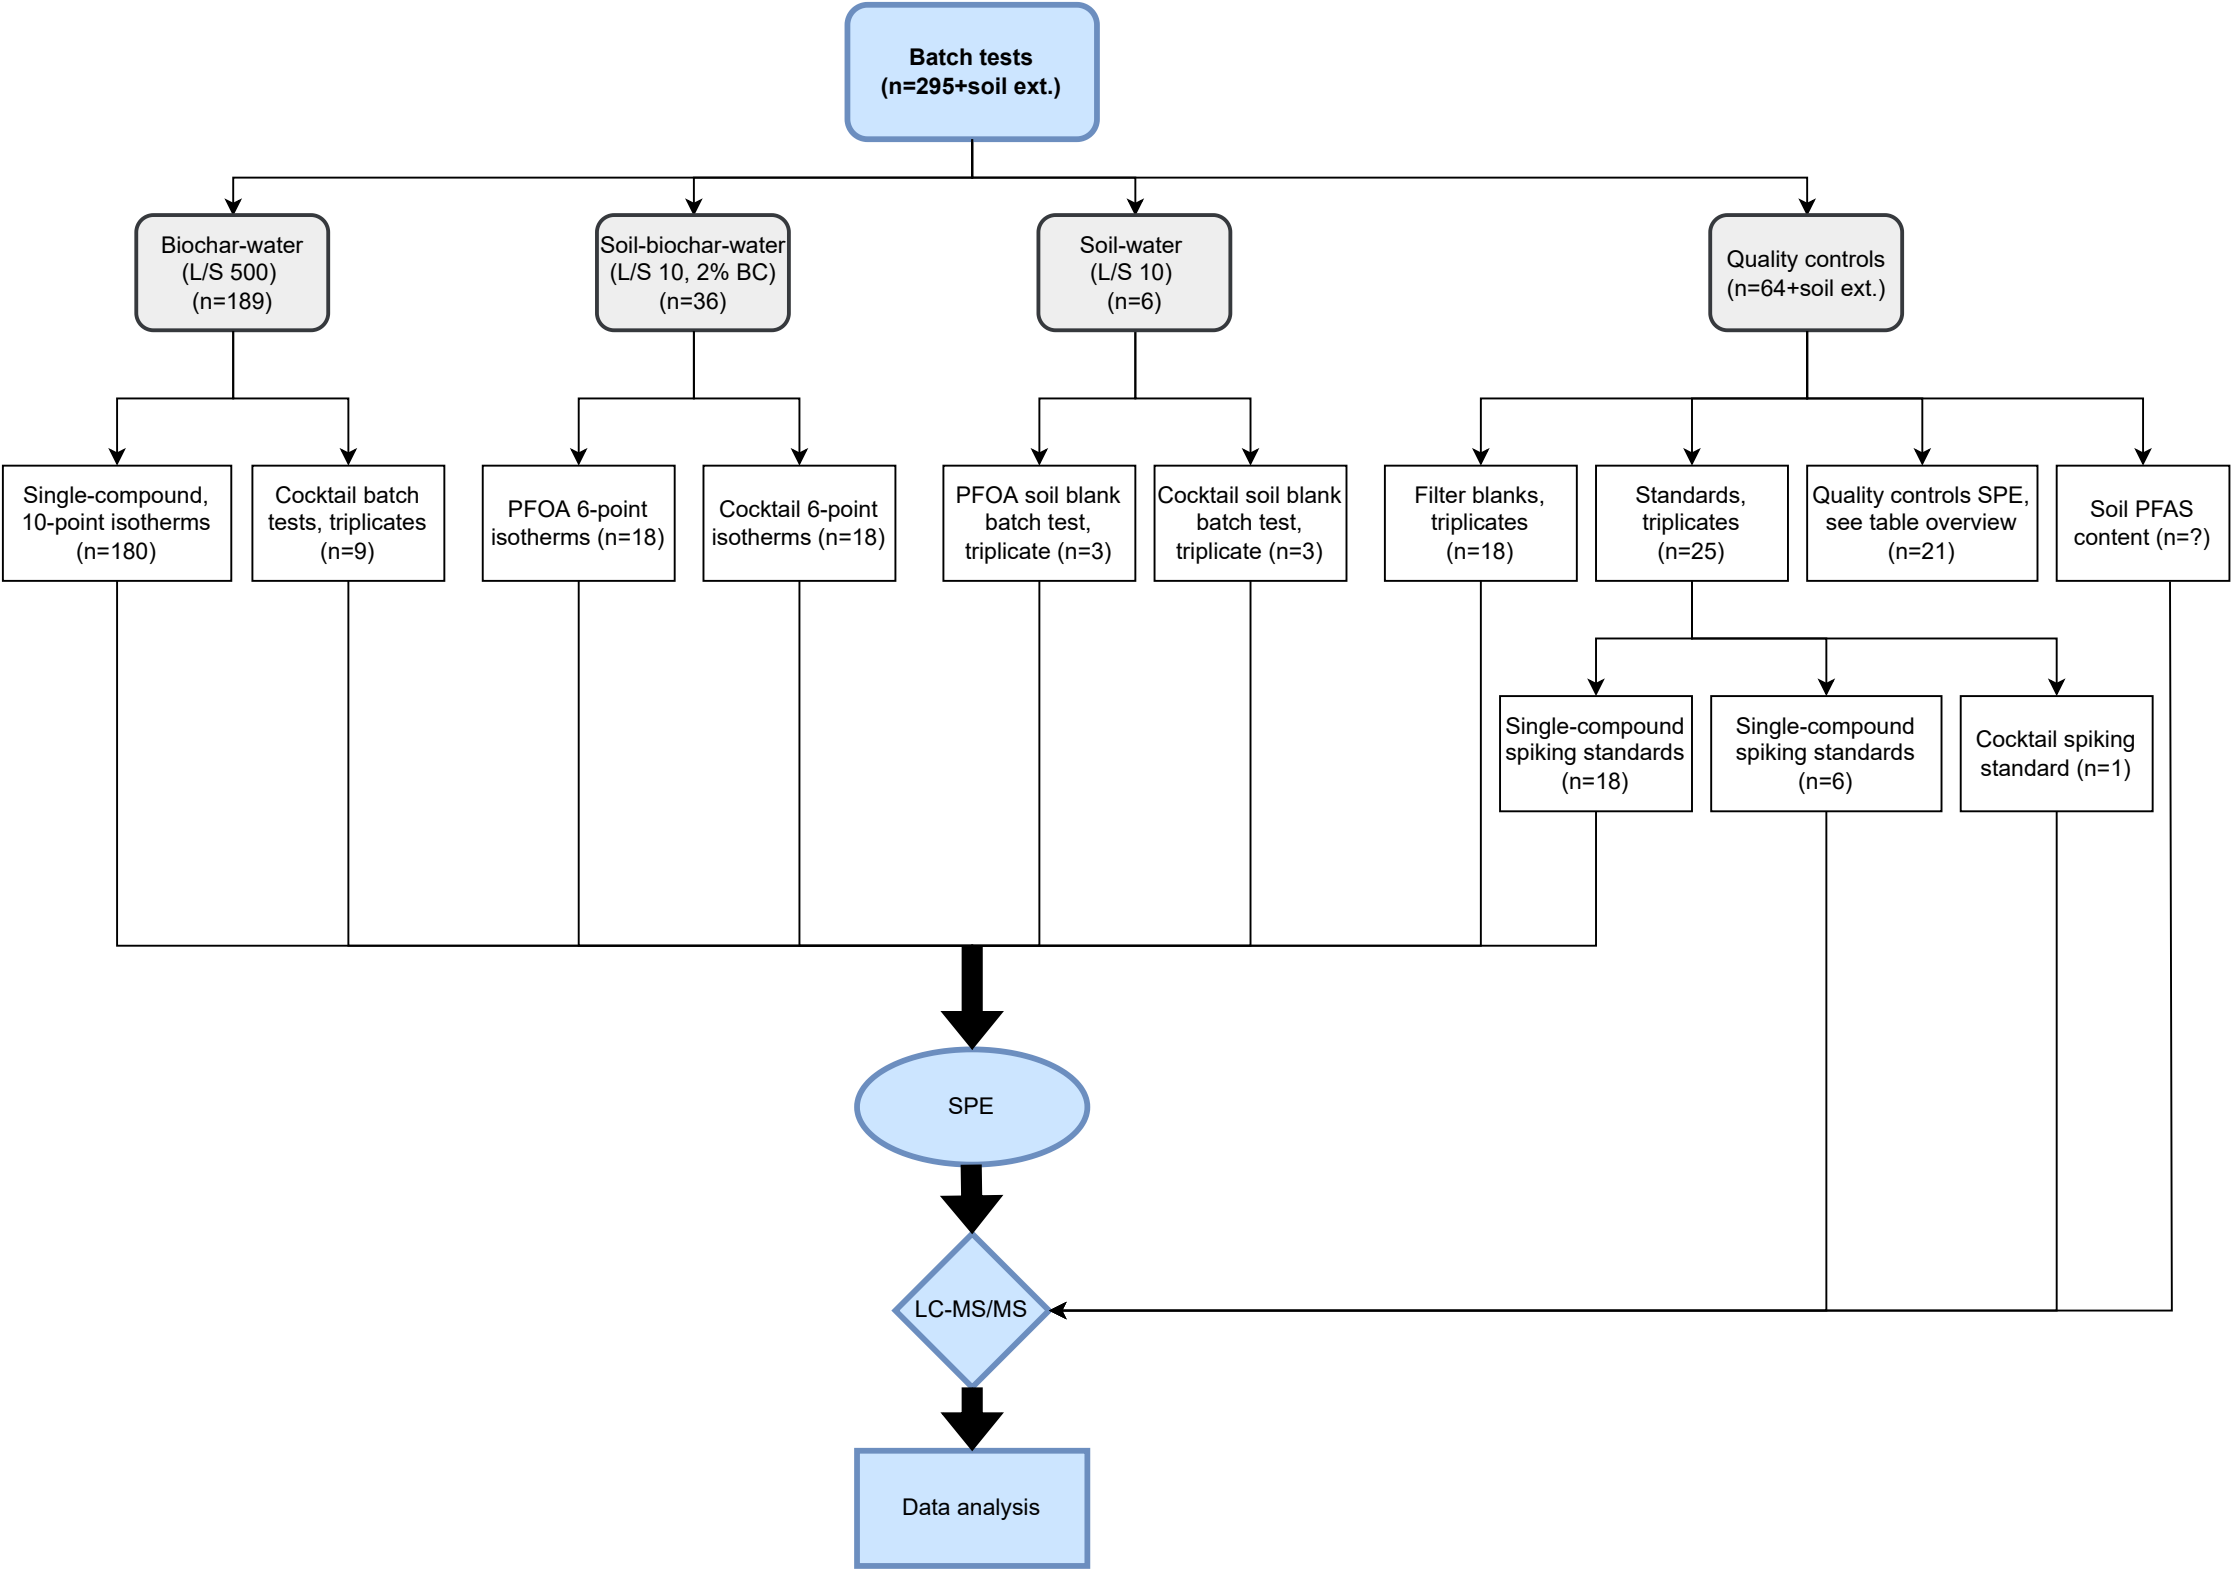 Batch tests
(n=295+soil ext.)
Biochar-water
(L/S 500)
(n=189)
Soil-biochar-water
(L/S 10, 2% BC)
(n=36)
Soil-water
(L/S 10)
(n=6)
Quality controls
(n=64+soil ext.)
Single-compound,
10-point isotherms
(n=180)
Cocktail batch
tests, triplicates
(n=9)
PFOA 6-point
isotherms (n=18)
Cocktail 6-point
isotherms (n=18)
PFOA soil blank
batch test,
triplicate (n=3)
Cocktail soil blank
batch test,
triplicate (n=3)
Filter blanks,
triplicates
(n=18)
Standards,
triplicates
(n=25)
Quality controls SPE,
see table overview
(n=21)
Soil PFAS
content (n=?)
Single-compound
spiking standards
(n=18)
Single-compound
spiking standards
(n=6)
Cocktail spiking
standard (n=1)
SPE
LC-MS/MS
Data analysis